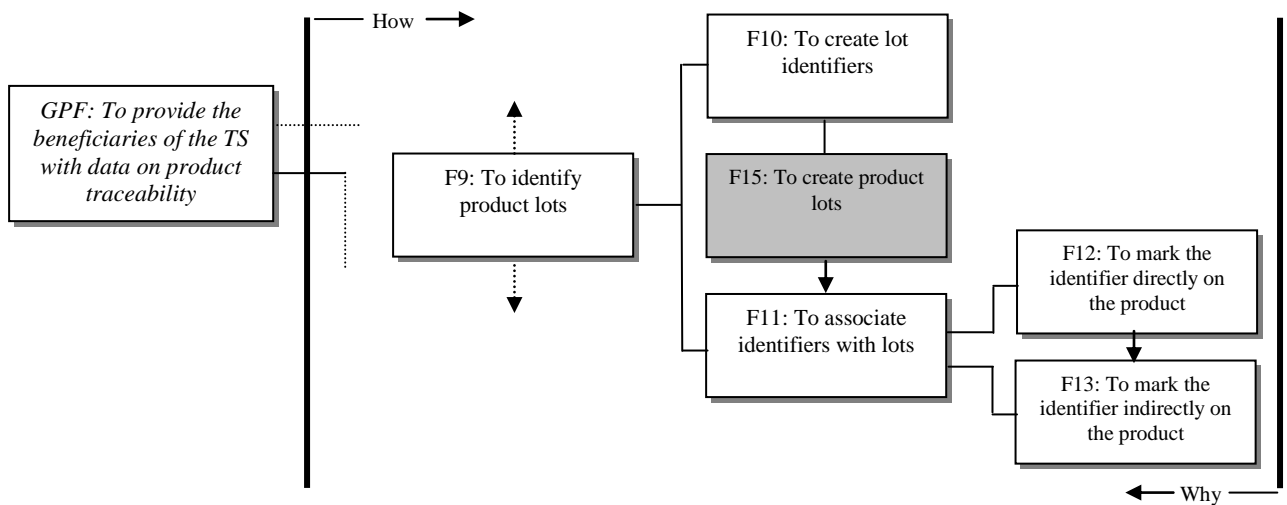 How
GPF: To provide the
beneficiaries of the TS
with data on product
traceability
F9: To identify
product lots
F10: To create lot
identifiers
F15: To create product
lots
F11: To associate
identifiers with lots
F12: To mark the
identifier directly on
the product
F13: To mark the
identifier indirectly on
the product
Why